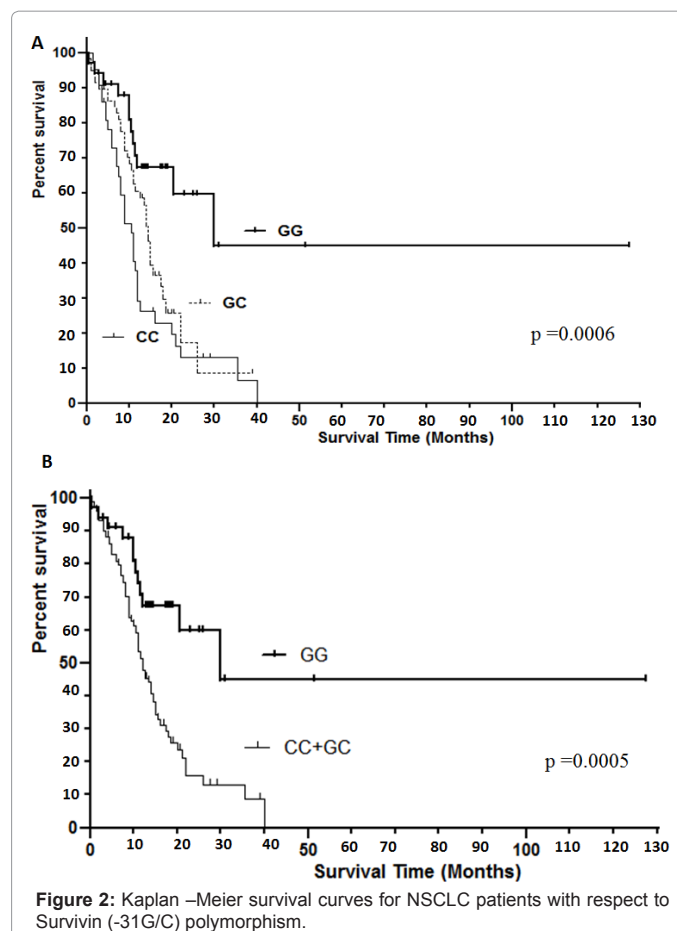 A
Percent survival
100
90
80
70
60
50
40
30
20
10
0
GG
GC
CC
p =0.0006
0 10 20 30 40 50 60 70 80 90 100 110 120 130
Survival Time (Months)
B
Percent survival
100
90
80
70
60
50
40
30
20
10
0
GG
CC+GC
p =0.0005
0 10 20 30 40 50 60 70 80 90 100 110 120 130
Survival Time (Months)
Figure 2: Kaplan –Meier survival curves for NSCLC patients with respect to
Survivin (-31G/C) polymorphism.